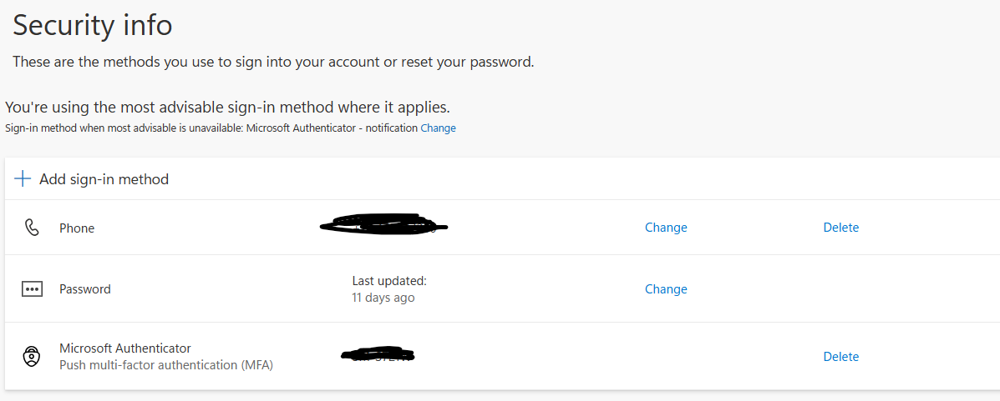 Security info
These are the methods you use to sign into your account or reset your password.
You're using the most advisable sign-in method where it applies.
Sign-in method when most advisable is unavailable: Microsoft Authenticator - notification Change
Add sign-in method
Phone Change Delete
Password Last updated: 11 days ago Change
Microsoft Authenticator
Push multi-factor authentication (MFA) Delete